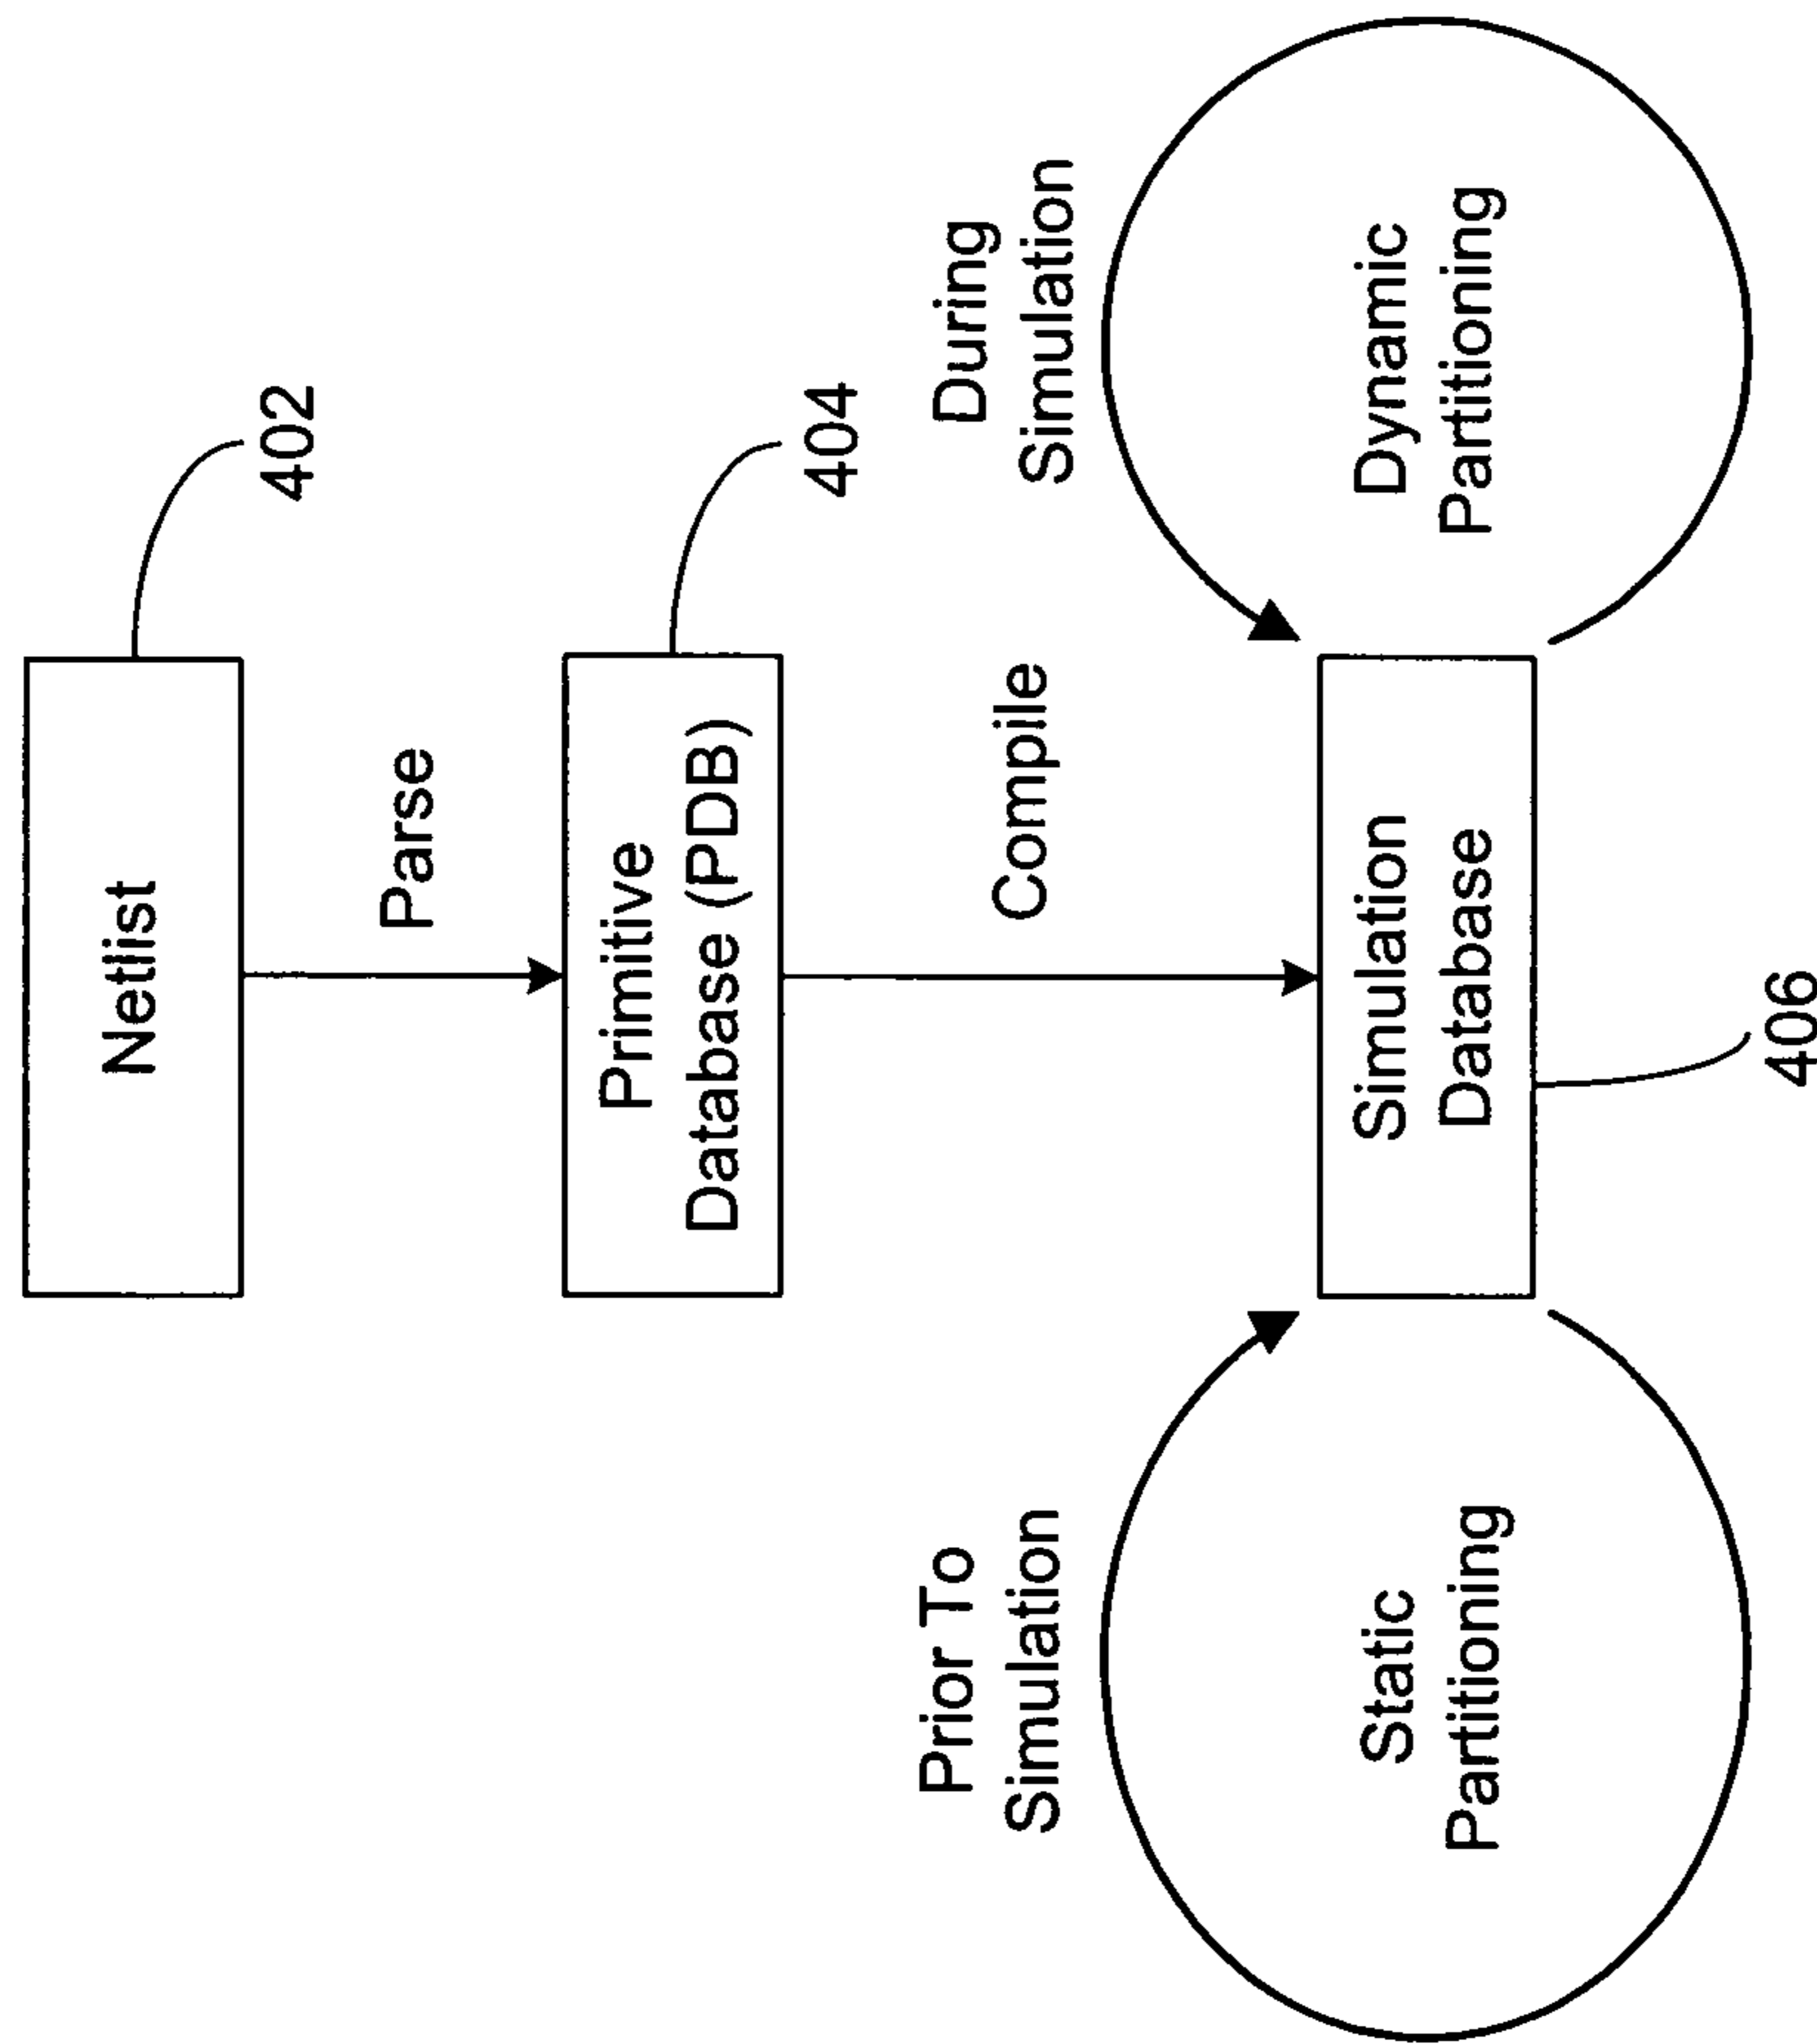 Netlist
402
Parse
Primitive
Database (PDB)
404
Compile
Prior To
Simulation
During
Simulation
Static
Partitioning
Simulation
Database
Dynamic
Partitioning
406